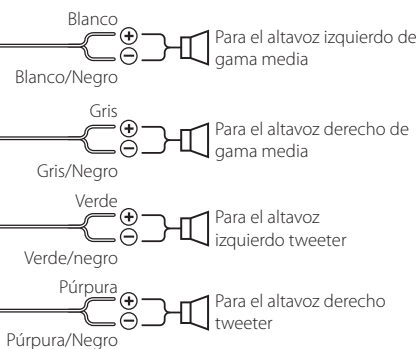 Blanco
Para el altavoz izquierdo de
gama media
Blanco/Negro
Gris
Para el altavoz derecho de
gama media
Gris/Negro
Verde
Para el altavoz
izquierdo tweeter
Verde/negro
Púrpura
Para el altavoz derecho
tweeter
Púrpura/Negro